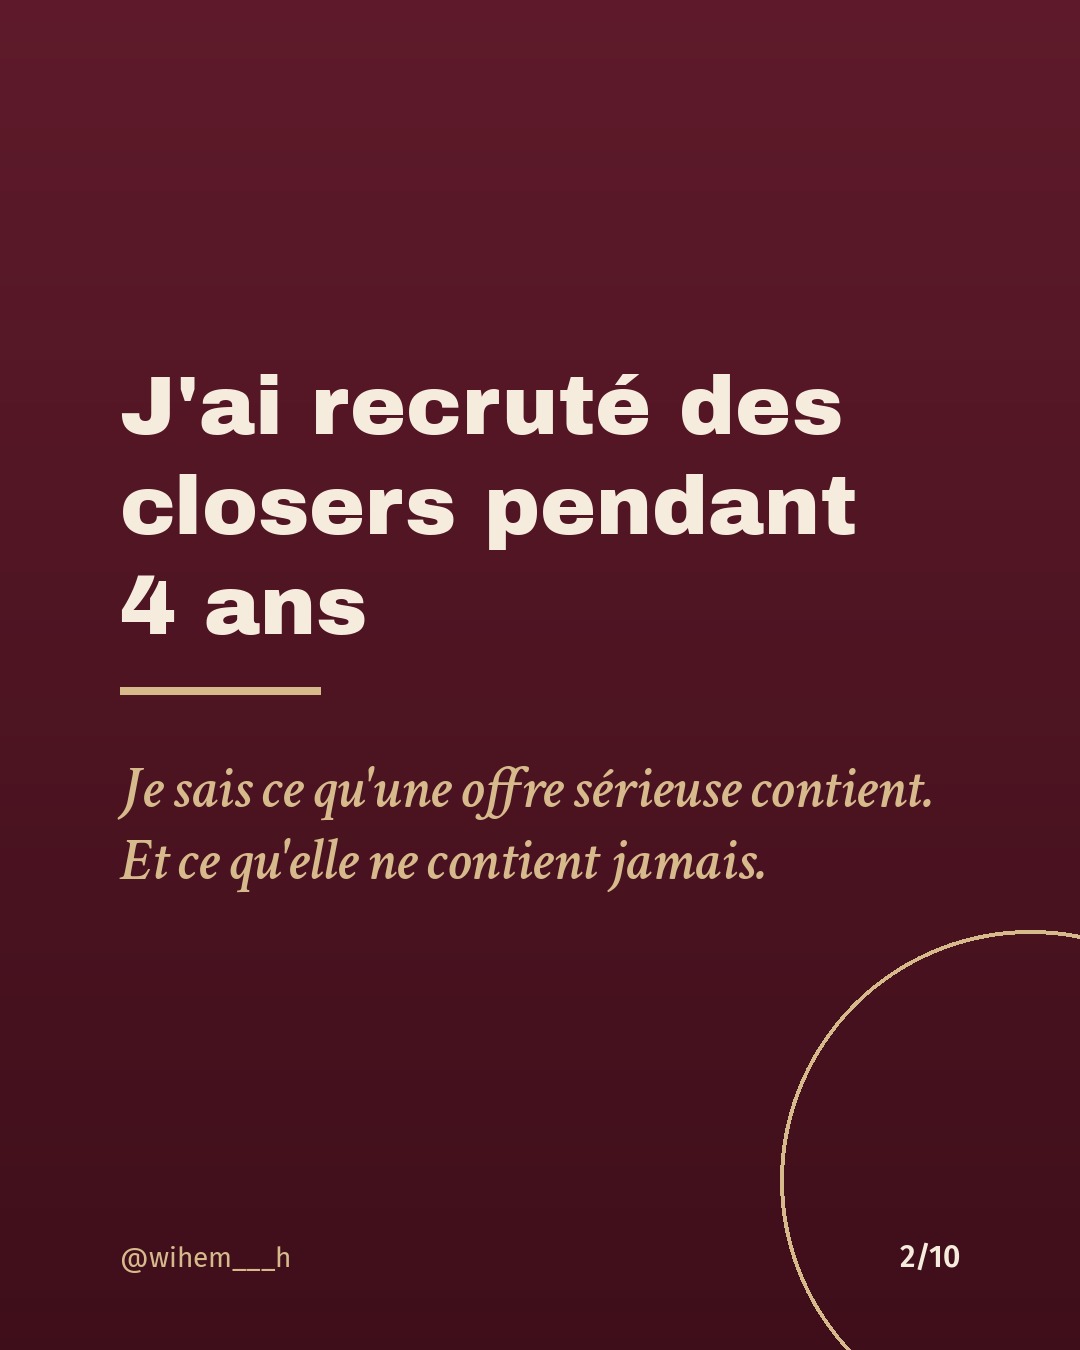 J'ai recruté des
closers pendant
4 ans
Je sais ce qu'une offre sérieuse contient.
Et ce qu'elle ne contient jamais.
@wihem___h
2/10